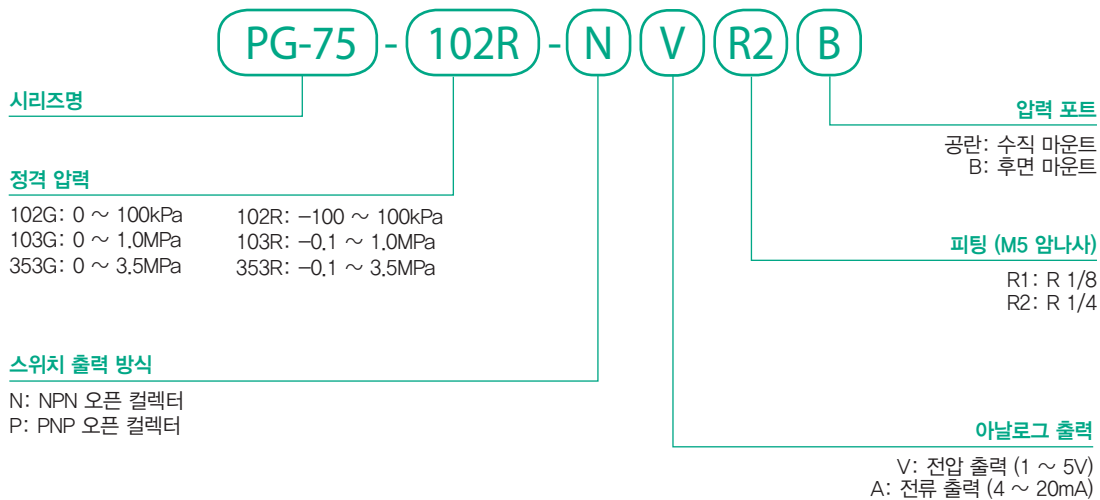 PG-75 - 102R - N V R2 B
시리즈명
정격 압력
102G: 0 ~ 100kPa 102R: -100 ~ 100kPa
103G: 0 ~ 1.0MPa 103R: -0.1 ~ 1.0MPa
353G: 0 ~ 3.5MPa 353R: -0.1 ~ 3.5MPa
스위치 출력 방식
N: NPN 오픈 컬렉터
P: PNP 오픈 컬렉터
압력 포트
공란: 수직 마운트
B: 후면 마운트
피팅 (M5 암나사)
R1: R 1/8
R2: R 1/4
아날로그 출력
V: 전압 출력 (1 ~ 5V)
A: 전류 출력 (4 ~ 20mA)